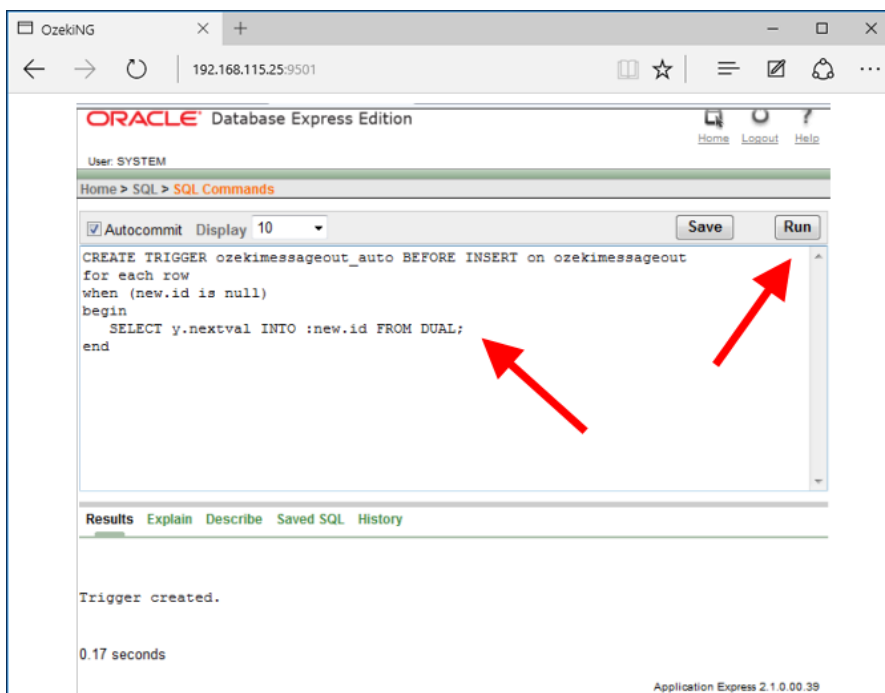 OzekiNG
192.168.115.25:9501
ORACLE Database Express Edition
Home Logout Help
User: SYSTEM
Home > SQL > SQL Commands
Autocommit Display 10 Save Run
CREATE TRIGGER ozekimessageout_auto BEFORE INSERT on ozekimessageout
for each row
when (new.id is null)
begin
   SELECT y.nextval INTO :new.id FROM DUAL;
end
Results Explain Describe Saved SQL History
Trigger created.
0.17 seconds
Application Express 2.1.0.00.39